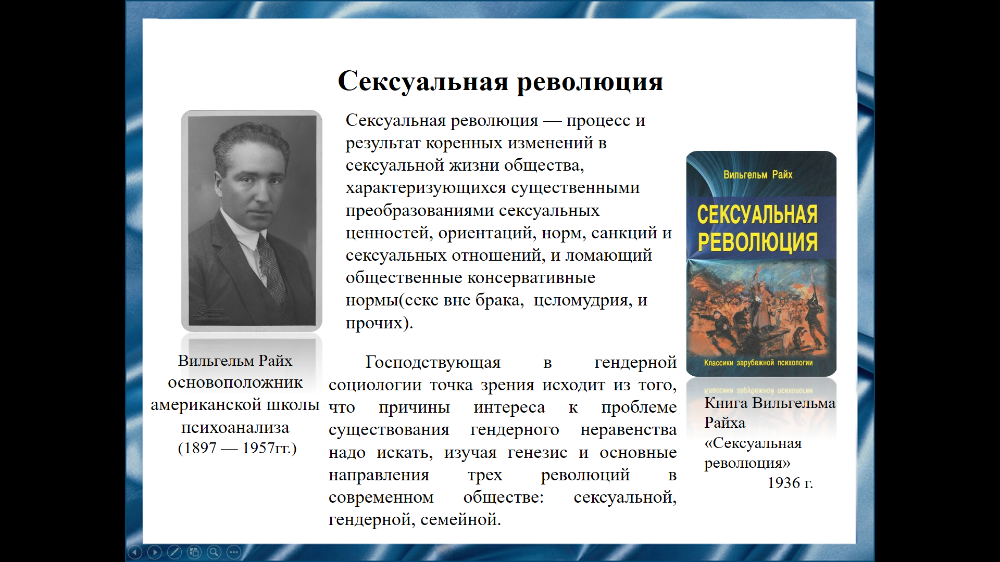 Сексуальная революция
Сексуальная революция — процесс и
результат коренных изменений в
сексуальной жизни общества,
характеризующихся существенными
преобразованиями сексуальных
ценностей, ориентаций, норм, санкций и
сексуальных отношений, и ломающий
общественные консервативные
нормы(секс вне брака,  целомудрия, и
прочих).
Господствующая в гендерной
социологии точка зрения исходит из того,
что причины интереса к проблеме
существования гендерного неравенства
надо искать, изучая генезис и основные
направления трех революций в
современном обществе: сексуальной,
гендерной, семейной.
Вильгельм Райх
основоположник
американской школы
психоанализа
(1897 — 1957гг.)
Вильгельм Райх
СЕКСУАЛЬНАЯ
РЕВОЛЮЦИЯ
Классики зарубежной психологии
Книга Вильгельма
Райха
«Сексуальная
революция»
1936 г.